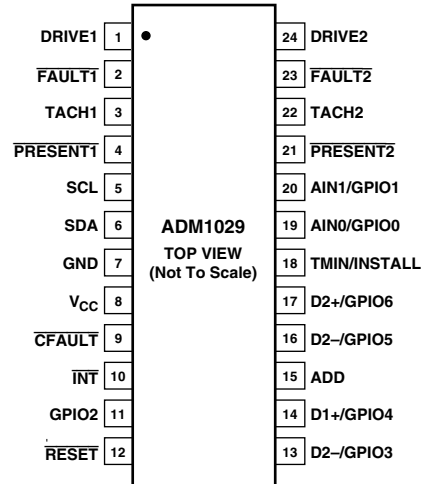 DRIVE1 1 24 DRIVE2
FAULT1 2 23 FAULT2
TACH1 3 22 TACH2
PRESENT1 4 21 PRESENT2
SCL 5 20 AIN1/GPIO1
SDA 6 ADM1029 19 AIN0/GPIO0
GND 7 TOP VIEW (Not To Scale) 18 TMIN/INSTALL
VCC 8 17 D2+/GPIO6
CFAULT 9 16 D2–/GPIO5
INT 10 15 ADD
GPIO2 11 14 D1+/GPIO4
RESET 12 13 D2–/GPIO3